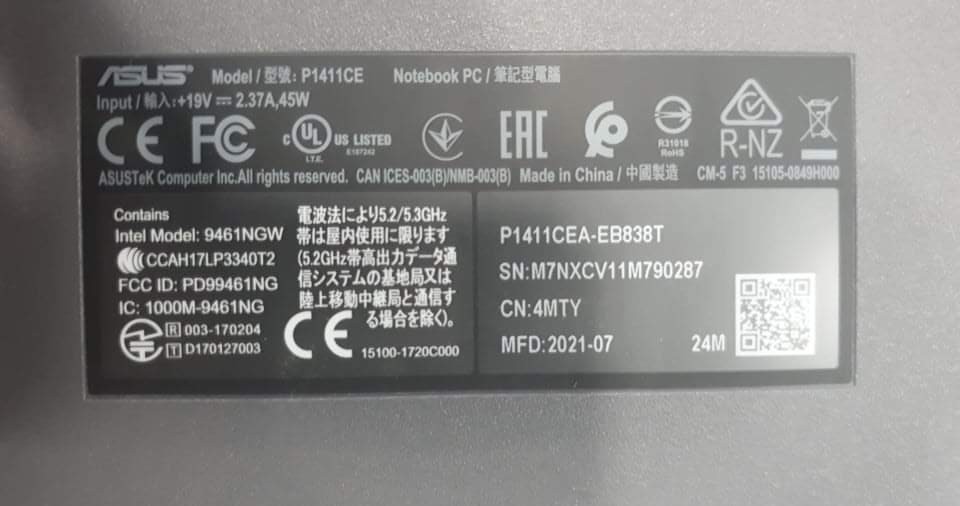 ASUS Model / 型號: P1411CE Notebook PC / 筆記型電腦
Input / 輸入:+19V⎓ 2.37A,45W
CE FC c UL US LISTED EAC R-NZ
I.T.E. E187242 R31018
RoHS
ASUSTeK Computer Inc.All rights reserved. CAN ICES-003(B)/NMB-003(B) Made in China / 中國製造 CM-5 F3 15105-0849H000
Contains
Intel Model: 9461NGW
CCAH17LP3340T2
FCC ID: PD99461NG
IC: 1000M-9461NG
R 003-170204
T D170127003
電波法により5.2/5.3GHz
帯は屋内使用に限ります
(5.2GHz帯高出力データ通
信システムの基地局又は
陸上移動中継局と通信す
る場合を除く)。
CE 15100-1720C000
P1411CEA-EB838T
SN:M7NXCV11M790287
CN:4MTY
MFD:2021-07 24M